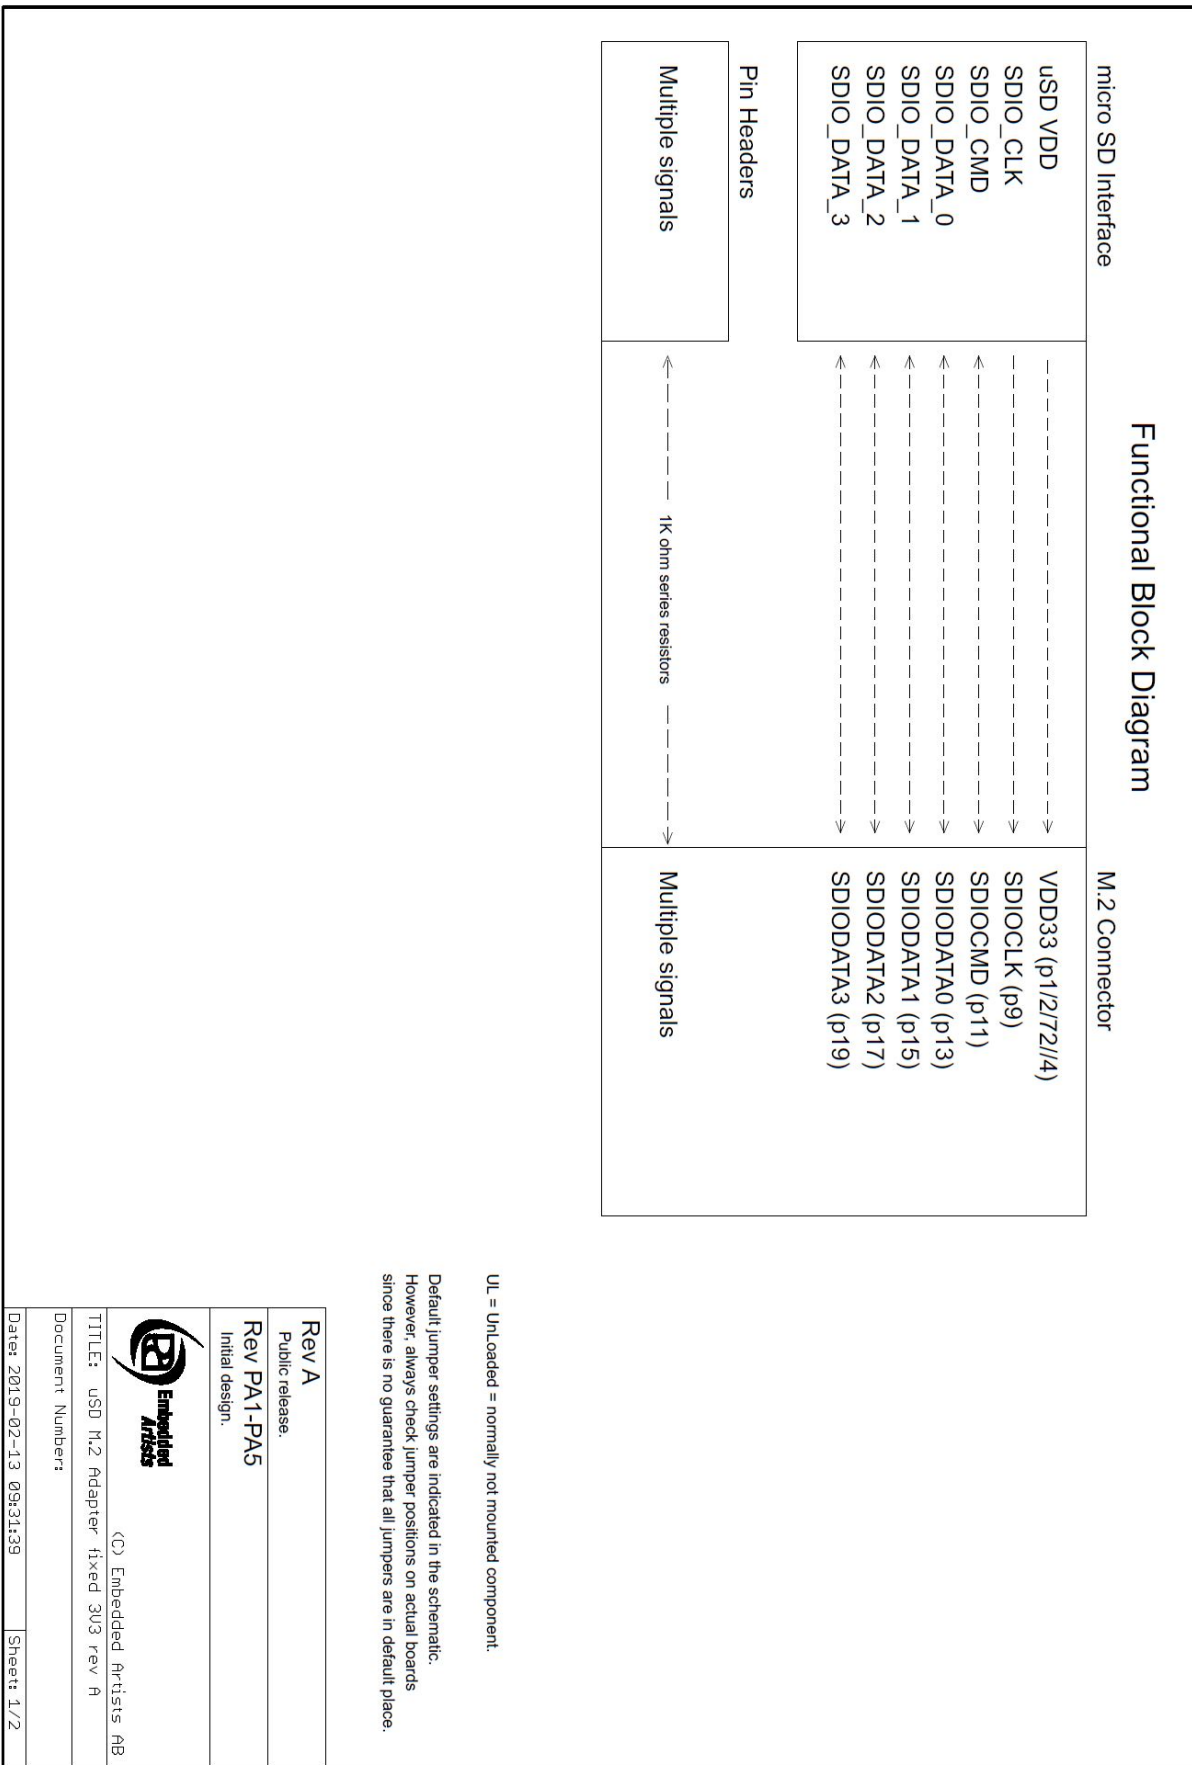 Functional Block Diagram
micro SD Interface
M.2 Connector
uSD VDD
VDD33 (p1/2/72//4)
SDIO_CLK
SDIOCLK (p9)
SDIO_CMD
SDIOCMD (p11)
SDIO_DATA_0
SDIODATA0 (p13)
SDIO_DATA_1
SDIODATA1 (p15)
SDIO_DATA_2
SDIODATA2 (p17)
SDIO_DATA_3
SDIODATA3 (p19)
Pin Headers
Multiple signals
1K ohm series resistors
Multiple signals
UL = UnLoaded = normally not mounted component.
Default jumper settings are indicated in the schematic.
However, always check jumper positions on actual boards
since there is no guarantee that all jumpers are in default place.
Rev A
Public release.
Rev PA1-PA5
Initial design.
Embedded
Artists
(C) Embedded Artists AB
TITLE: uSD M.2 Adapter fixed 3V3 rev A
Document Number:
Date: 2019-02-13 09:31:39
Sheet: 1/2